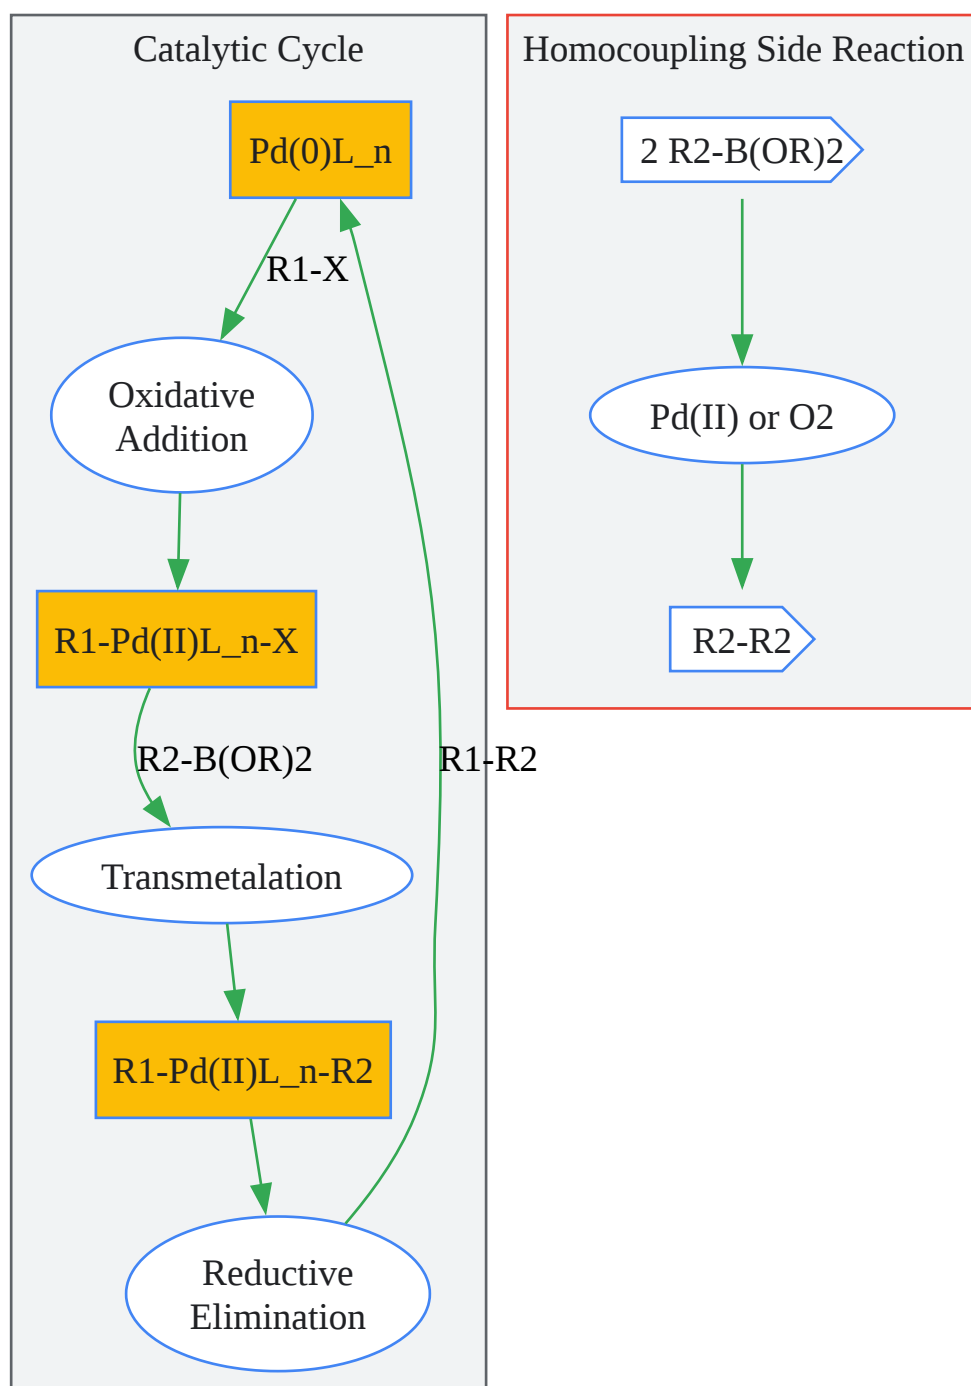 Catalytic Cycle
Pd(0)L_n
R1-X
Oxidative
Addition
R1-Pd(II)L_n-X
R2-B(OR)2
R1-R2
Transmetalation
R1-Pd(II)L_n-R2
Reductive
Elimination
Homocoupling Side Reaction
2 R2-B(OR)2
Pd(II) or O2
R2-R2